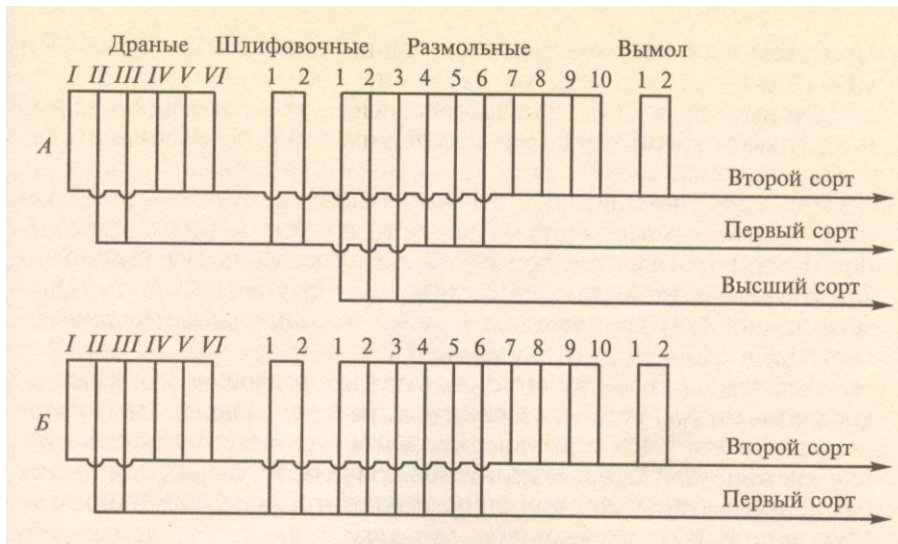 Драные Шлифовочные Размольные Вымол
I II III IV V VI 1 2 1 2 3 4 5 6 7 8 9 10 1 2
А
Второй сорт
Первый сорт
Высший сорт
I II III IV V VI 1 2 1 2 3 4 5 6 7 8 9 10 1 2
Б
Второй сорт
Первый сорт